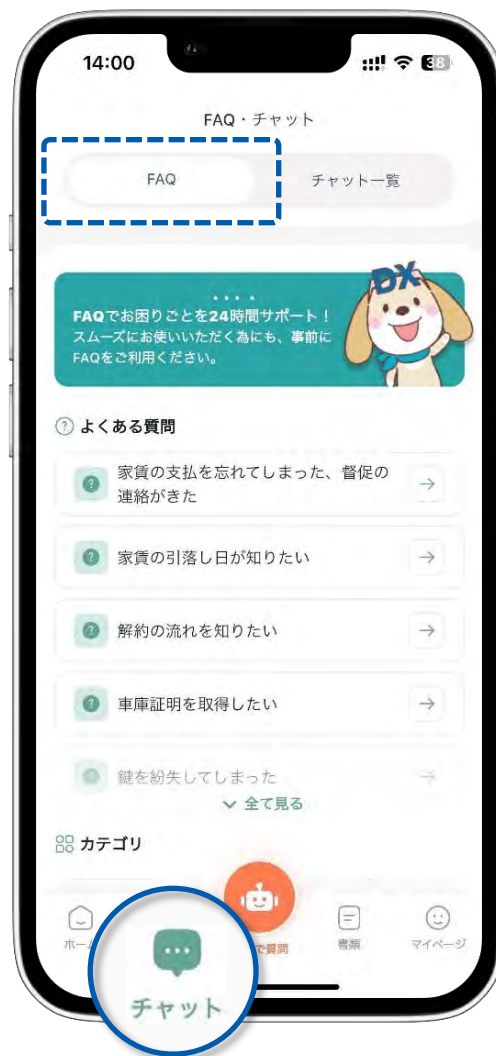 14:00
38
FAQ・チャット
FAQ
チャット一覧
DX
FAQでお困りごとを24時間サポート！
スムーズにお使いいただく為にも、事前に
FAQをご利用ください。
よくある質問
家賃の支払を忘れてしまった、督促の
連絡がきた
家賃の引落し日が知りたい
解約の流れを知りたい
車庫証明を取得したい
鍵を紛失してしまった
全て見る
カテゴリ
ホーム
チャット
で質問
書類
マイページ